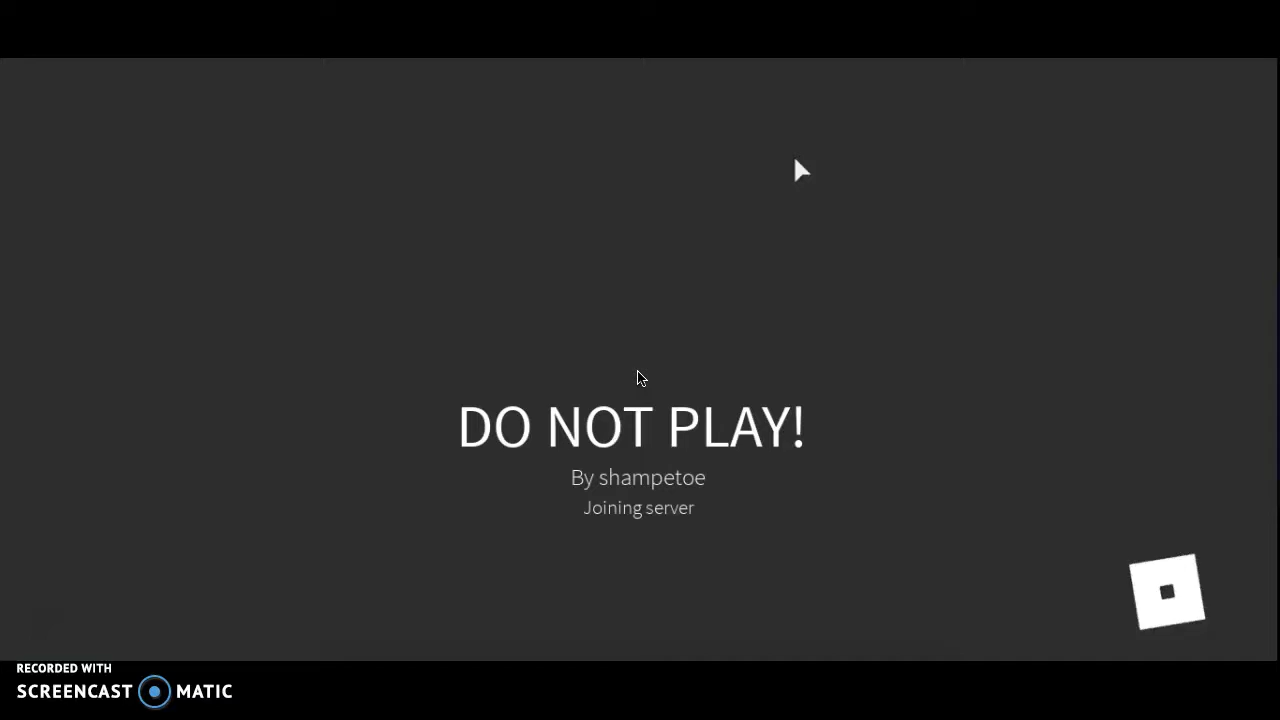 DO NOT PLAY!
By shampetoe
Joining server
RECORDED WITH
SCREENCAST MATIC